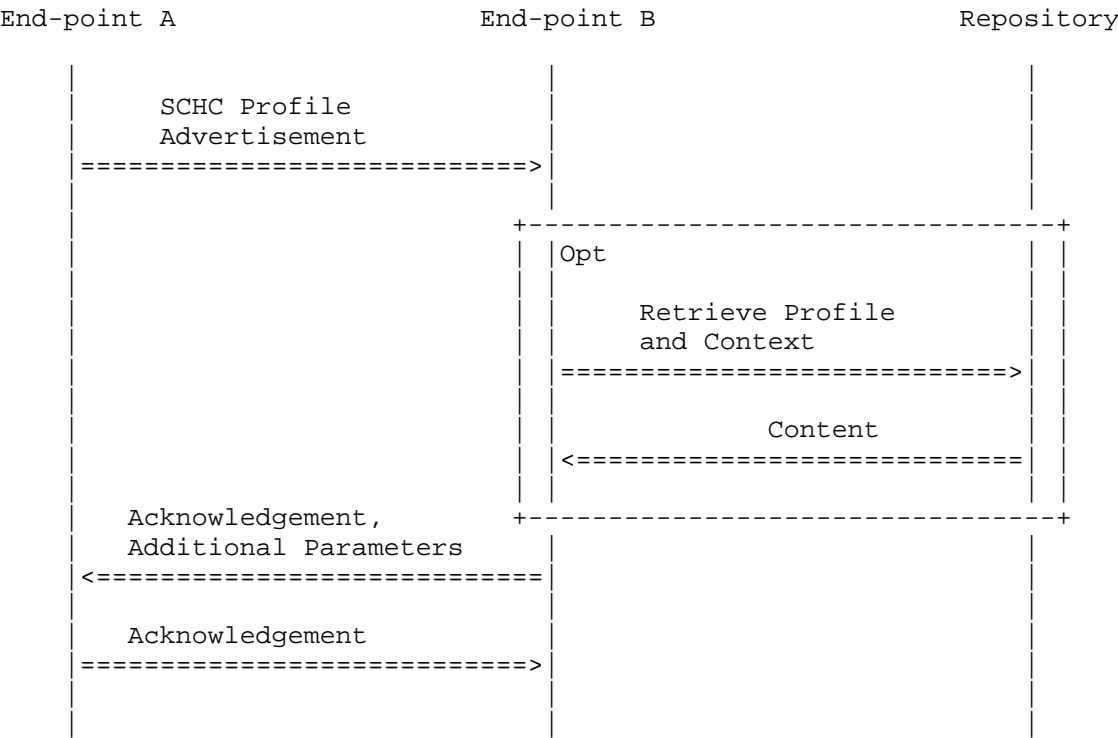 End-point A End-point B Repository
SCHC Profile
Advertisement
Opt
Retrieve Profile
and Context
Content
Acknowledgement,
Additional Parameters
Acknowledgement